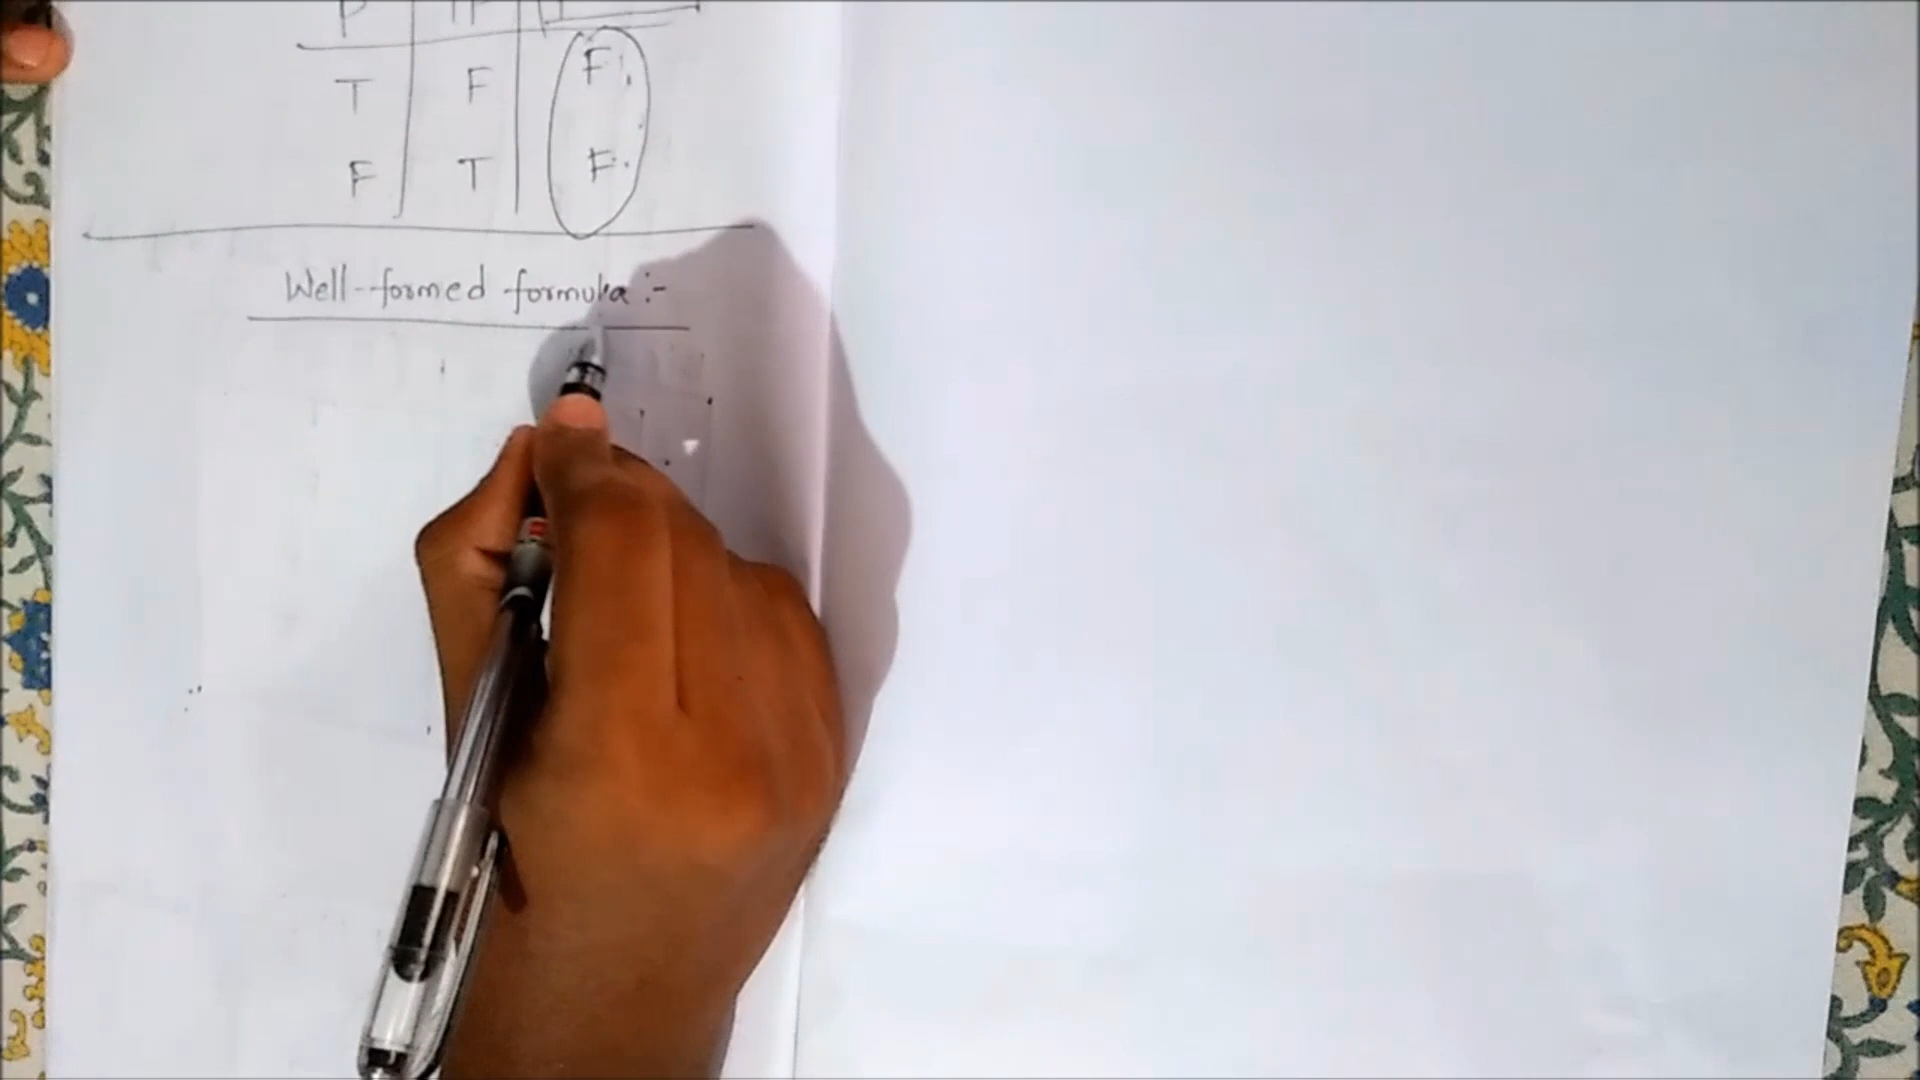 P
T F F
F T F
Well-formed formula :-